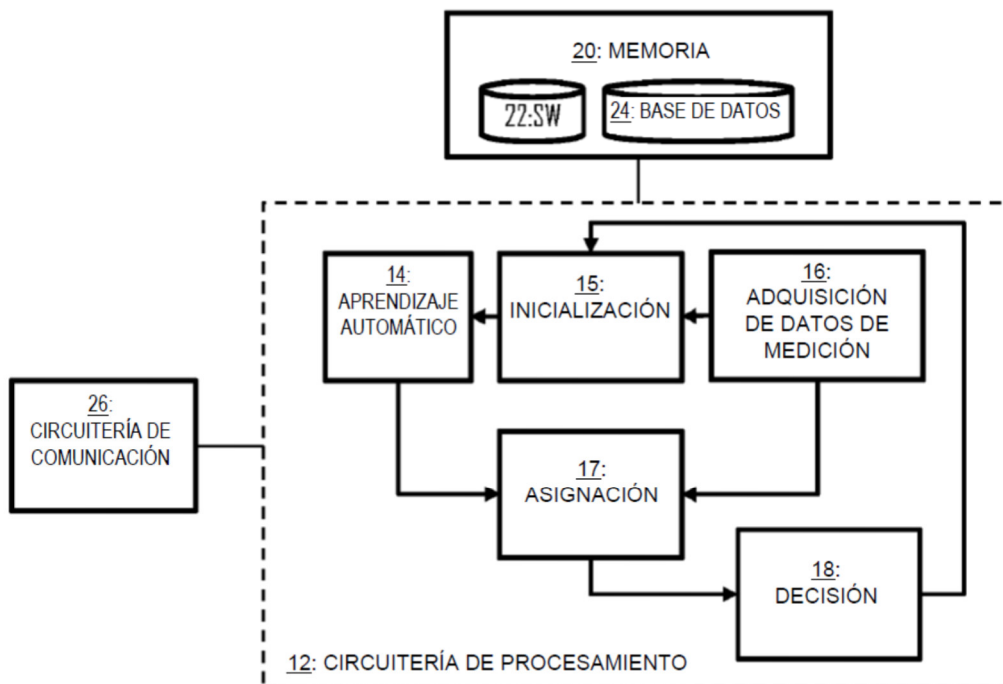 20: MEMORIA
22:SW
24: BASE DE DATOS
14:
APRENDIZAJE
AUTOMÁTICO
15:
INICIALIZACIÓN
16:
ADQUISICIÓN
DE DATOS DE
MEDICIÓN
26:
CIRCUITERÍA DE
COMUNICACIÓN
17:
ASIGNACIÓN
18:
DECISIÓN
12: CIRCUITERÍA DE PROCESAMIENTO